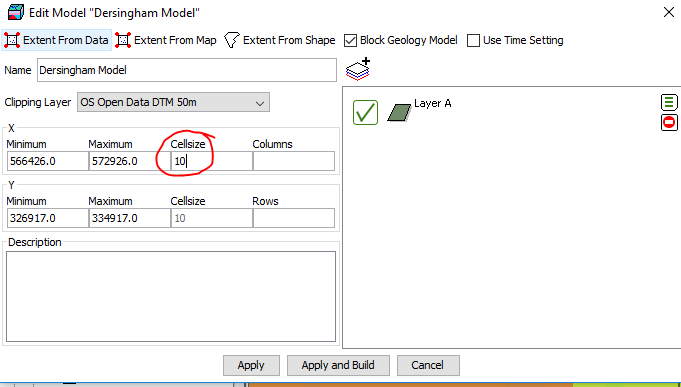 Edit Model "Dersingham Model"
Extent From Data Extent From Map Extent From Shape Block Geology Model Use Time Setting
Name Dersingham Model
Clipping Layer OS Open Data DTM 50m
Layer A
X
Minimum Maximum Cellsize Columns
566426.0 572926.0 10
Y
Minimum Maximum Cellsize Rows
326917.0 334917.0 10
Description
Apply Apply and Build Cancel